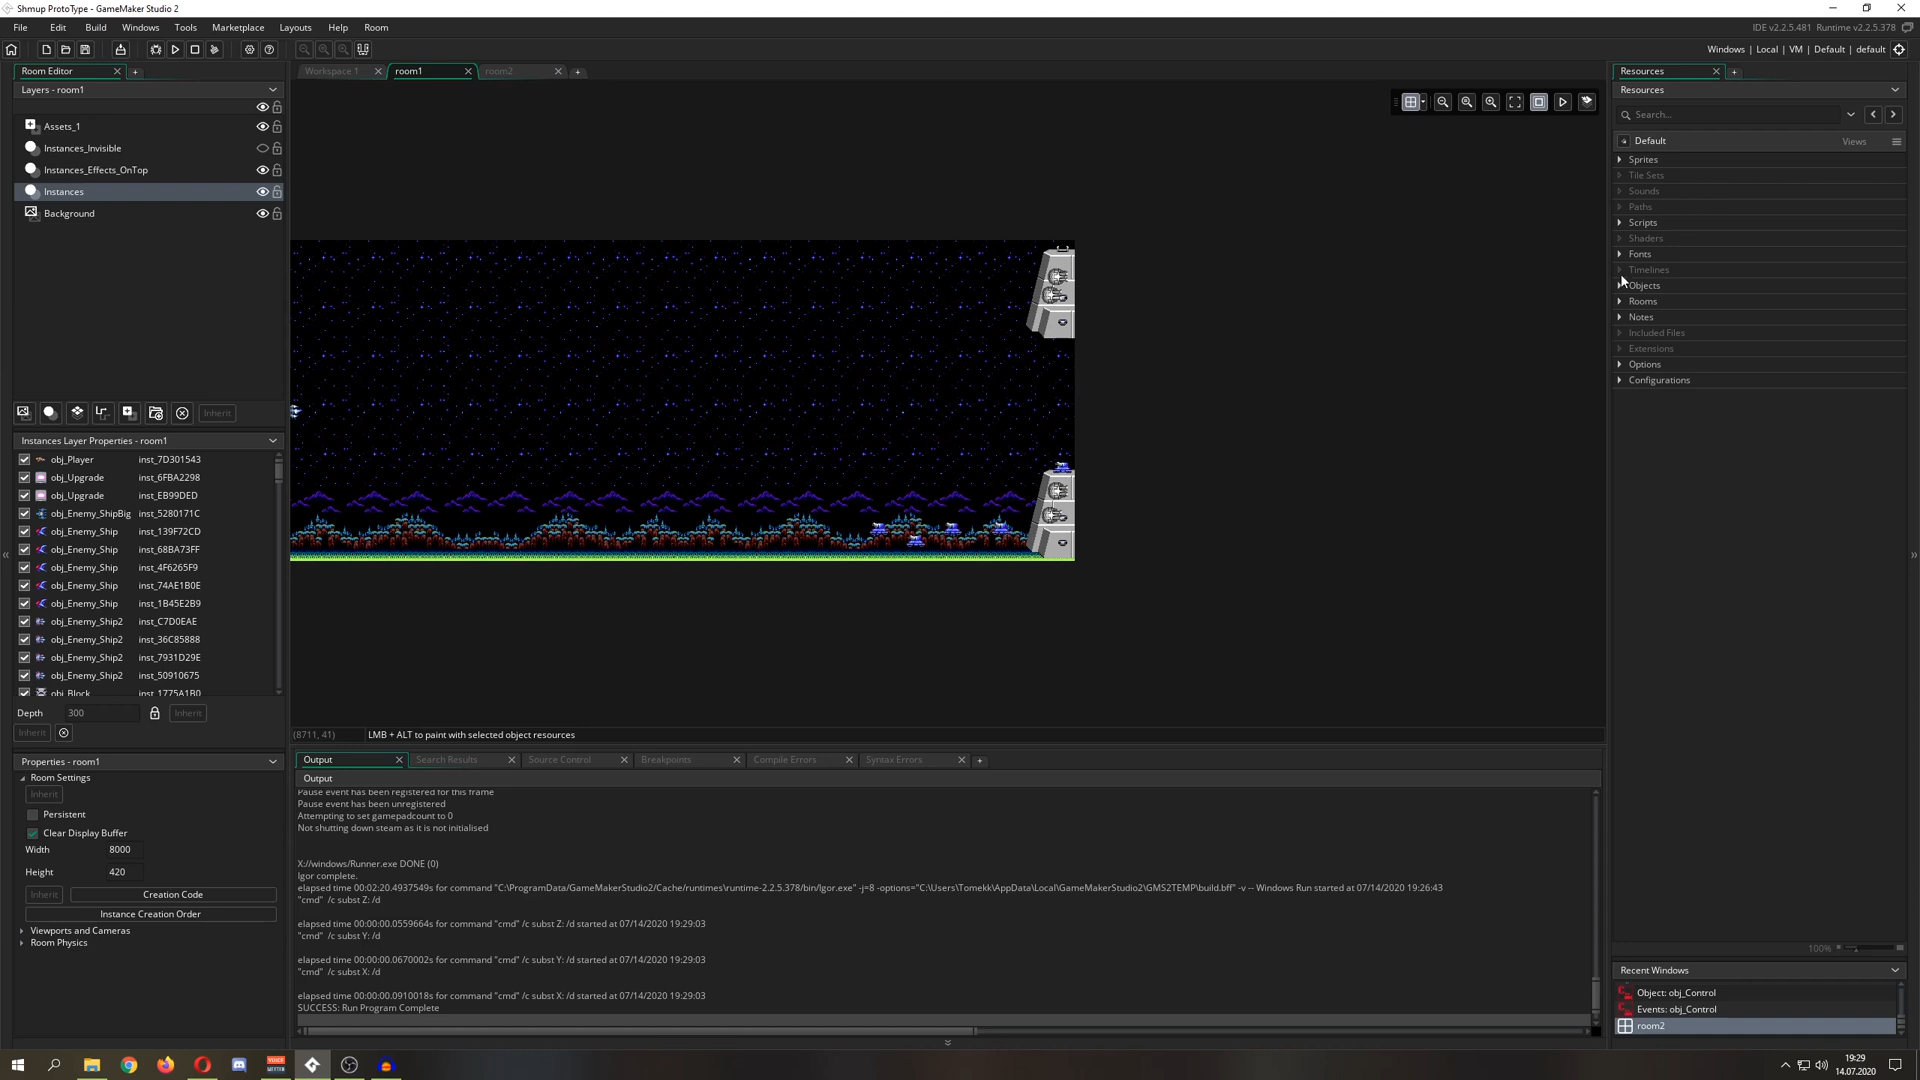 Shmup ProtoType - GameMaker Studio 2
File Edit Build Windows Tools Marketplace Layouts Help Room
IDE v2.2.5.481 Runtime v2.2.5.378
Windows | Local | VM | Default | default
Room Editor
Workspace 1 room1 room2
Resources
Layers - room1
Resources
Search...
Assets_1
Instances_Invisible
Instances_Effects_OnTop
Instances
Background
Default Views
Sprites
Tile Sets
Sounds
Paths
Scripts
Shaders
Fonts
Timelines
Objects
Rooms
Notes
Included Files
Extensions
Options
Configurations
Inherit
Instances Layer Properties - room1
obj_Player inst_7D301543
obj_Upgrade inst_6FBA2298
obj_Upgrade inst_EB99DED
obj_Enemy_ShipBig inst_5280171C
obj_Enemy_Ship inst_139F72CD
obj_Enemy_Ship inst_68BA73FF
obj_Enemy_Ship inst_4F6265F9
obj_Enemy_Ship inst_74AE1B0E
obj_Enemy_Ship inst_1B45E2B9
obj_Enemy_Ship2 inst_C7D0EAE
obj_Enemy_Ship2 inst_36C85888
obj_Enemy_Ship2 inst_7931D29E
obj_Enemy_Ship2 inst_50910675
obj_Block inst_1775A1B0
Depth 300 Inherit
Inherit
(8711, 41) LMB + ALT to paint with selected object resources
Properties - room1
Room Settings
Inherit
Persistent
Clear Display Buffer
Width 8000
Height 420
Inherit Creation Code
Instance Creation Order
Viewports and Cameras
Room Physics
Output Search Results Source Control Breakpoints Compile Errors Syntax Errors
Output
Pause event has been registered for this frame
Pause event has been unregistered
Attempting to set gamepadcount to 0
Not shutting down steam as it is not initialised
X://windows/Runner.exe DONE (0)
Igor complete.
elapsed time 00:02:20.4937549s for command "C:\ProgramData/GameMakerStudio2/Cache/runtimes\runtime-2.2.5.378/bin/Igor.exe" -j=8 -options="C:\Users\Tomekk\AppData\Local\GameMakerStudio2\GMS2TEMP\build.bff" -v -- Windows Run started at 07/14/2020 19:26:43
"cmd" /c subst Z: /d
elapsed time 00:00:00.0559664s for command "cmd" /c subst Z: /d started at 07/14/2020 19:29:03
"cmd" /c subst Y: /d
elapsed time 00:00:00.0670002s for command "cmd" /c subst Y: /d started at 07/14/2020 19:29:03
"cmd" /c subst X: /d
elapsed time 00:00:00.0910018s for command "cmd" /c subst X: /d started at 07/14/2020 19:29:03
SUCCESS: Run Program Complete
100%
Recent Windows
Object: obj_Control
Events: obj_Control
room2
19:29
14.07.2020